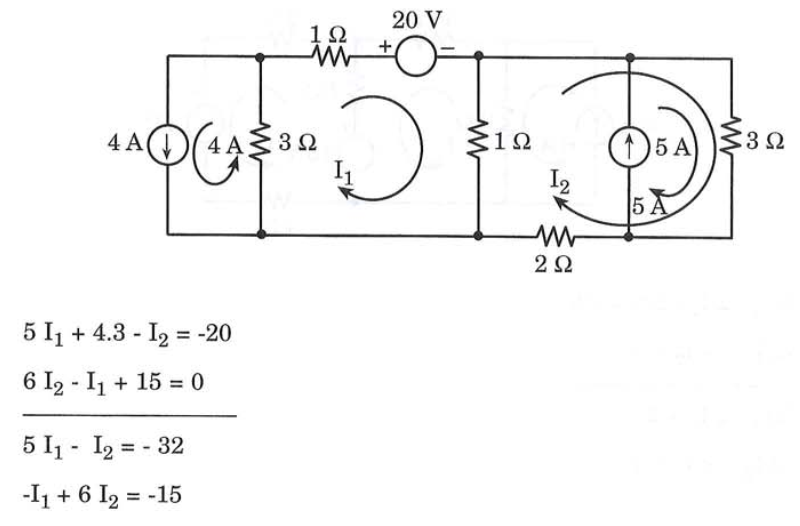 20 V
1 Ω
+ −
4 A
4 A
3 Ω
I₁
1 Ω
I₂
5 A
3 Ω
5 A
2 Ω
5 I₁ + 4.3 - I₂ = -20
6 I₂ - I₁ + 15 = 0
5 I₁ - I₂ = - 32
-I₁ + 6 I₂ = -15